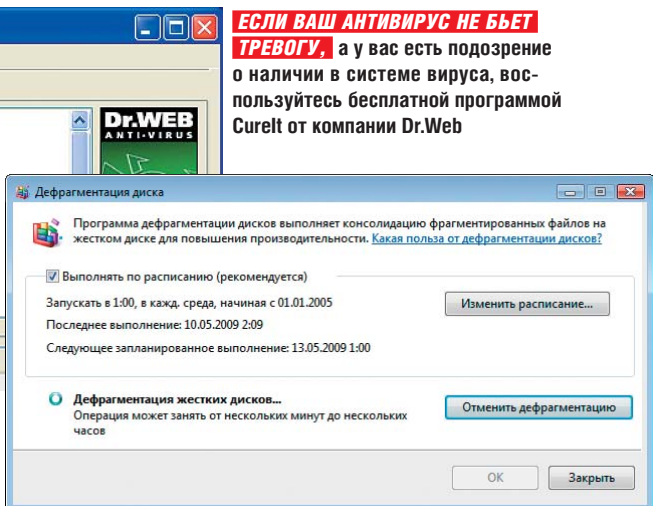 ЕСЛИ ВАШ АНТИВИРУС НЕ БЬЕТ
ТРЕВОГУ, а у вас есть подозрение
о наличии в системе вируса, вос-
пользуйтесь бесплатной программой
CureIt от компании Dr.Web
Dr.WEB
ANTI-VIRUS
Дефрагментация диска
Программа дефрагментации дисков выполняет консолидацию фрагментированных файлов на
жестком диске для повышения производительности. Какая польза от дефрагментации дисков?
Выполнять по расписанию (рекомендуется)
Запускать в 1:00, в кажд. среда, начиная с 01.01.2005
Изменить расписание...
Последнее выполнение: 10.05.2009 2:09
Следующее запланированное выполнение: 13.05.2009 1:00
Дефрагментация жестких дисков...
Операция может занять от нескольких минут до нескольких
часов
Отменить дефрагментацию
OK
Закрыть